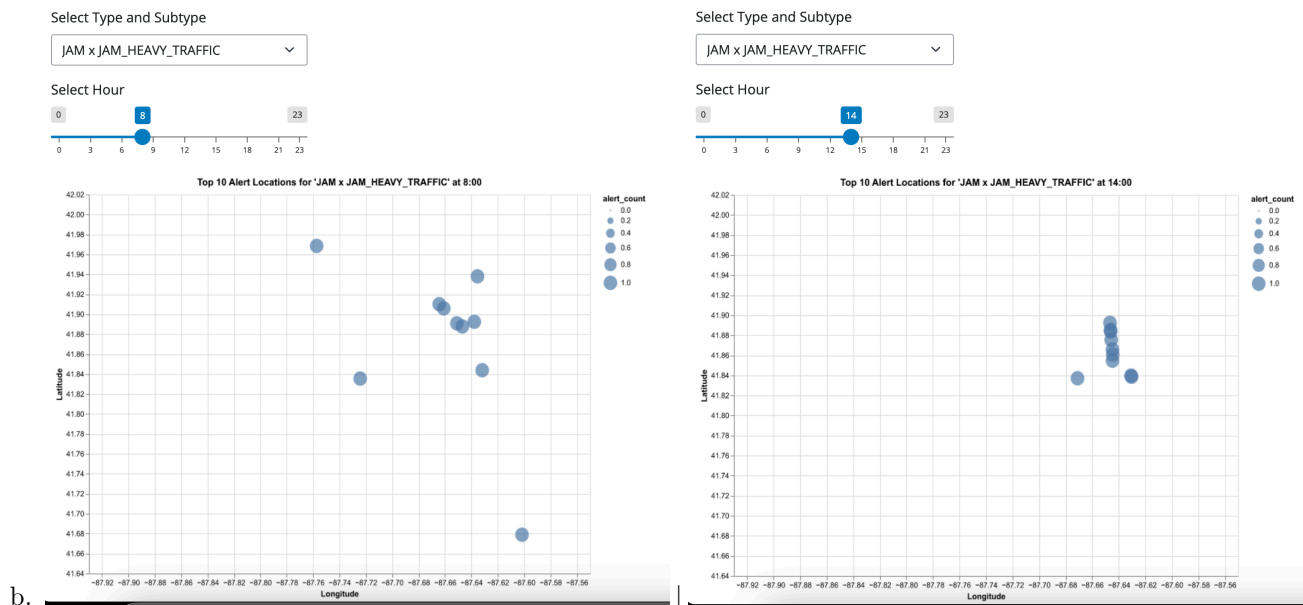 Select Type and Subtype
JAM x JAM_HEAVY_TRAFFIC
Select Hour
0 8 23
0 3 6 9 12 15 18 21 23
Top 10 Alert Locations for 'JAM x JAM_HEAVY_TRAFFIC' at 8:00
alert_count
0.0
0.2
0.4
0.6
0.8
1.0
42.02
42.00
41.98
41.96
41.94
41.92
41.90
41.88
41.86
41.84
41.82
41.80
41.78
41.76
41.74
41.72
41.70
41.68
41.66
41.64
Latitude
−87.92 −87.90 −87.88 −87.86 −87.84 −87.82 −87.80 −87.78 −87.76 −87.74 −87.72 −87.70 −87.68 −87.66 −87.64 −87.62 −87.60 −87.58 −87.56
Longitude
b.
Select Type and Subtype
JAM x JAM_HEAVY_TRAFFIC
Select Hour
0 14 23
0 3 6 9 12 15 18 21 23
Top 10 Alert Locations for 'JAM x JAM_HEAVY_TRAFFIC' at 14:00
alert_count
0.0
0.2
0.4
0.6
0.8
1.0
42.02
42.00
41.98
41.96
41.94
41.92
41.90
41.88
41.86
41.84
41.82
41.80
41.78
41.76
41.74
41.72
41.70
41.68
41.66
41.64
Latitude
−87.92 −87.90 −87.88 −87.86 −87.84 −87.82 −87.80 −87.78 −87.76 −87.74 −87.72 −87.70 −87.68 −87.66 −87.64 −87.62 −87.60 −87.58 −87.56
Longitude
|